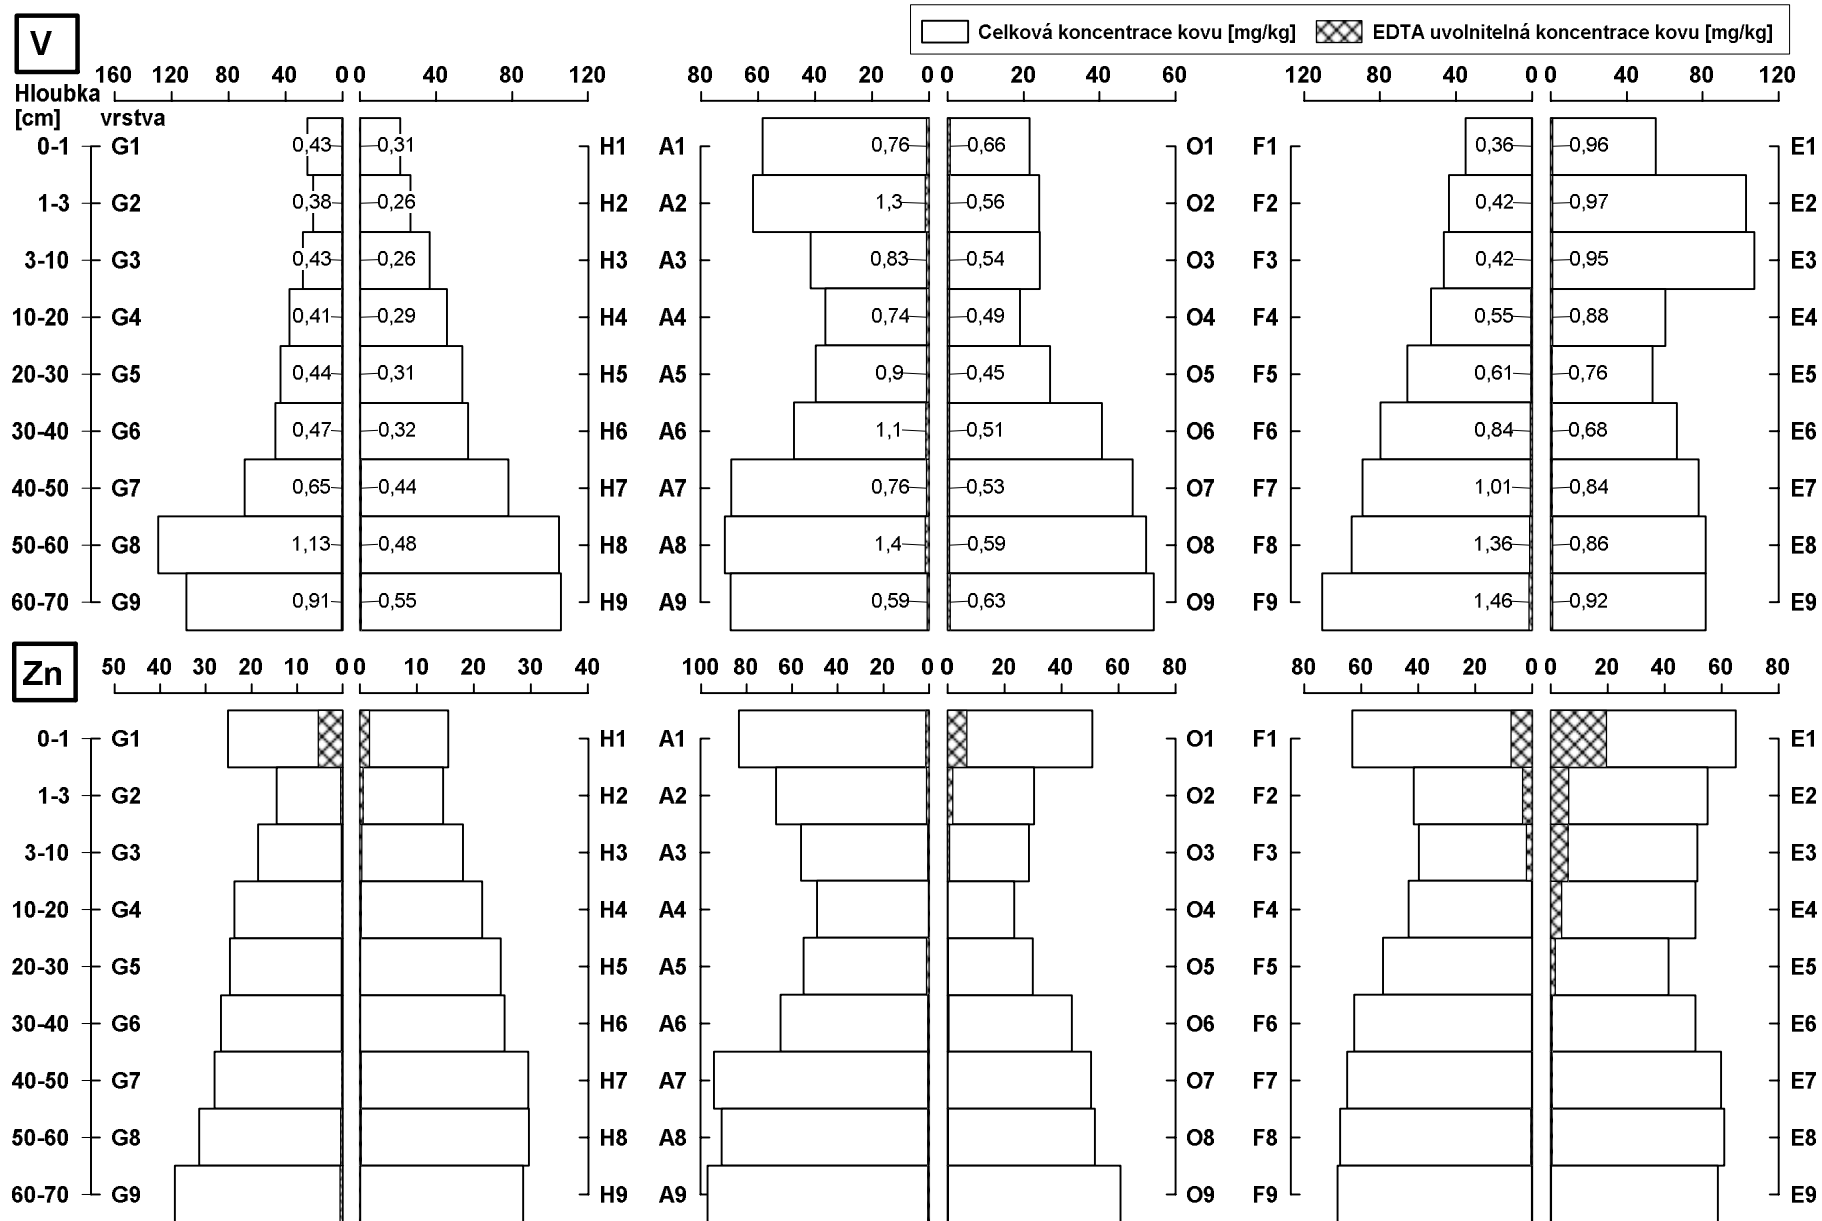 Celková koncentrace kovu [mg/kg] EDTA uvolnitelná koncentrace kovu [mg/kg]
V
160 120 80 40 0 0 40 80 120 80 60 40 20 0 0 20 40 60 120 80 40 0 0 40 80 120
Hloubka
[cm] vrstva
0-1 G1 0,43 0,31 H1 A1 0,76 0,66 O1 F1 0,36 0,96 E1
1-3 G2 0,38 0,26 H2 A2 1,3 0,56 O2 F2 0,42 0,97 E2
3-10 G3 0,43 0,26 H3 A3 0,83 0,54 O3 F3 0,42 0,95 E3
10-20 G4 0,41 0,29 H4 A4 0,74 0,49 O4 F4 0,55 0,88 E4
20-30 G5 0,44 0,31 H5 A5 0,9 0,45 O5 F5 0,61 0,76 E5
30-40 G6 0,47 0,32 H6 A6 1,1 0,51 O6 F6 0,84 0,68 E6
40-50 G7 0,65 0,44 H7 A7 0,76 0,53 O7 F7 1,01 0,84 E7
50-60 G8 1,13 0,48 H8 A8 1,4 0,59 O8 F8 1,36 0,86 E8
60-70 G9 0,91 0,55 H9 A9 0,59 0,63 O9 F9 1,46 0,92 E9
Zn
50 40 30 20 10 0 0 10 20 30 40 100 80 60 40 20 0 0 20 40 60 80 80 60 40 20 0 0 20 40 60 80
0-1 G1 H1 A1 O1 F1 E1
1-3 G2 H2 A2 O2 F2 E2
3-10 G3 H3 A3 O3 F3 E3
10-20 G4 H4 A4 O4 F4 E4
20-30 G5 H5 A5 O5 F5 E5
30-40 G6 H6 A6 O6 F6 E6
40-50 G7 H7 A7 O7 F7 E7
50-60 G8 H8 A8 O8 F8 E8
60-70 G9 H9 A9 O9 F9 E9